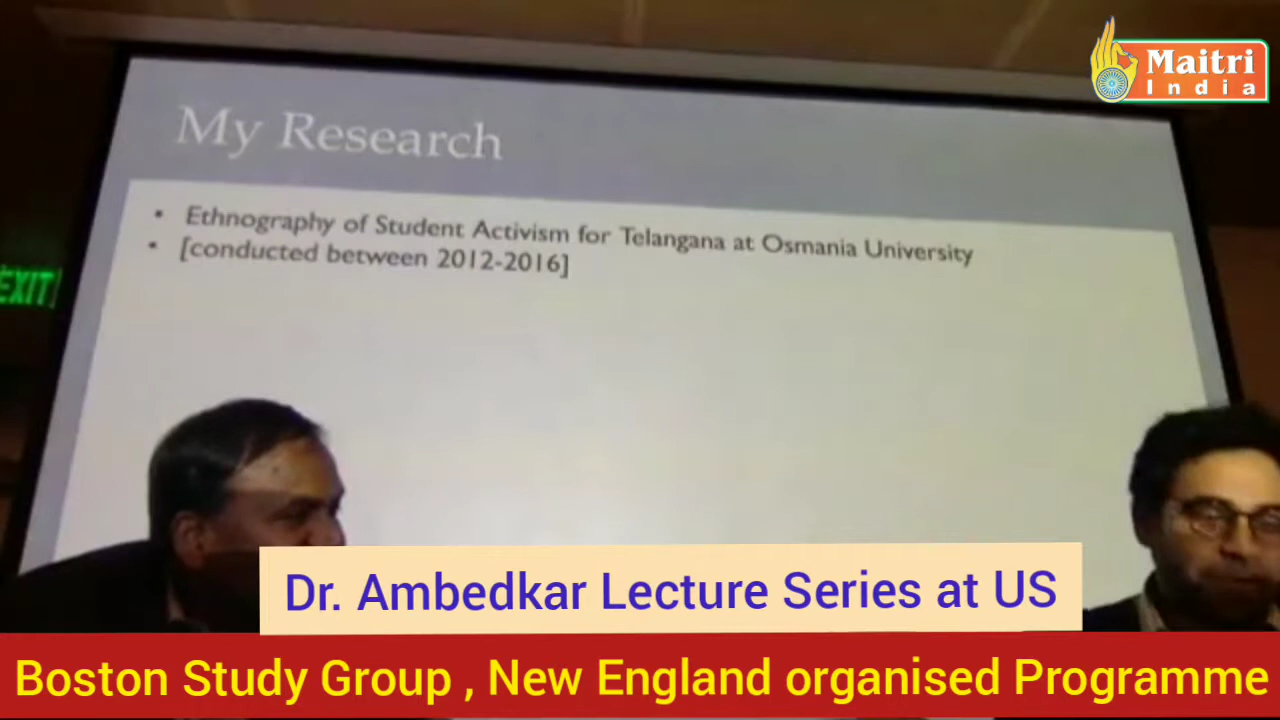 Maitri
India
My Research
• Ethnography of Student Activism for Telangana at Osmania University
• [conducted between 2012-2016]
EXIT
Dr. Ambedkar Lecture Series at US
Boston Study Group , New England organised Programme